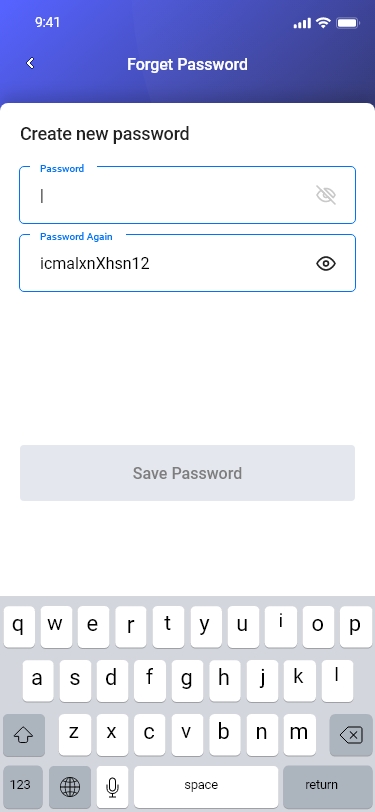 9:41
Forget Password
Create new password
Password
Password Again
icmalxnXhsn12
Save Password
q w e r t y u i o p
a s d f g h j k l
z x c v b n m
123 space return